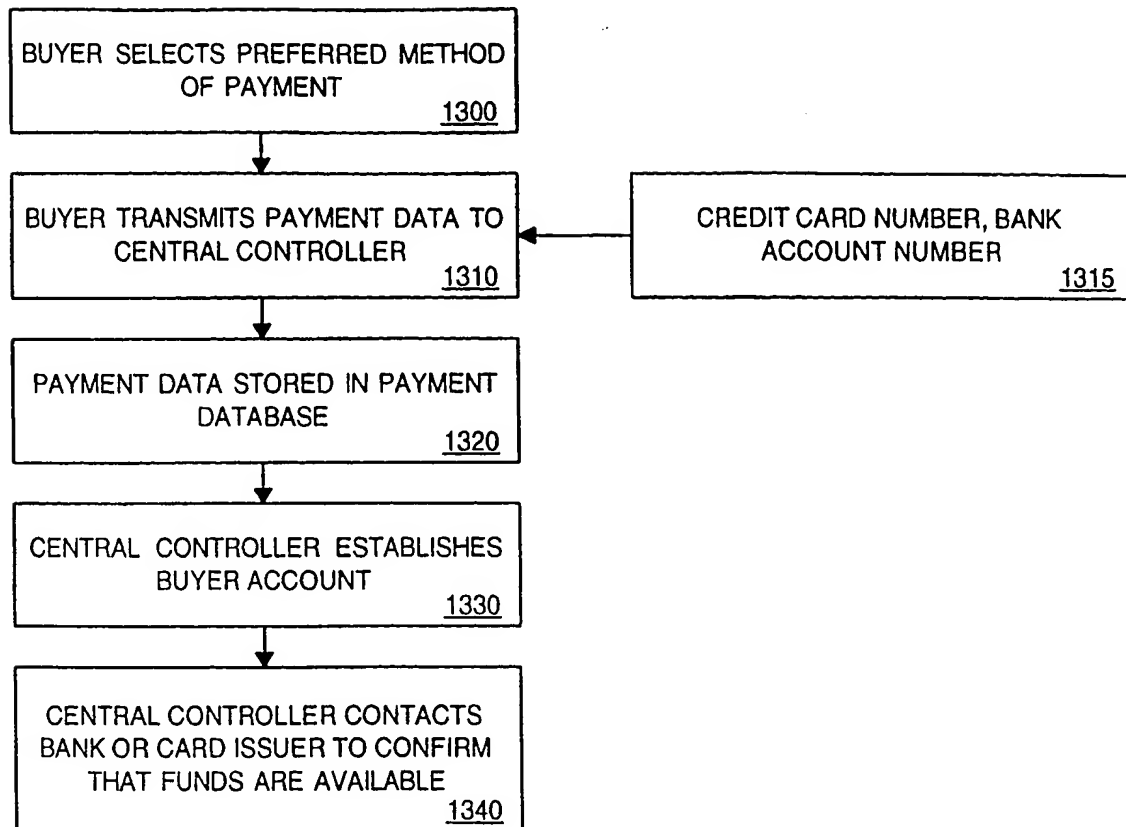 BUYER SELECTS PREFERRED METHOD
OF PAYMENT
1300
BUYER TRANSMITS PAYMENT DATA TO
CENTRAL CONTROLLER
1310
CREDIT CARD NUMBER, BANK
ACCOUNT NUMBER
1315
PAYMENT DATA STORED IN PAYMENT
DATABASE
1320
CENTRAL CONTROLLER ESTABLISHES
BUYER ACCOUNT
1330
CENTRAL CONTROLLER CONTACTS
BANK OR CARD ISSUER TO CONFIRM
THAT FUNDS ARE AVAILABLE
1340